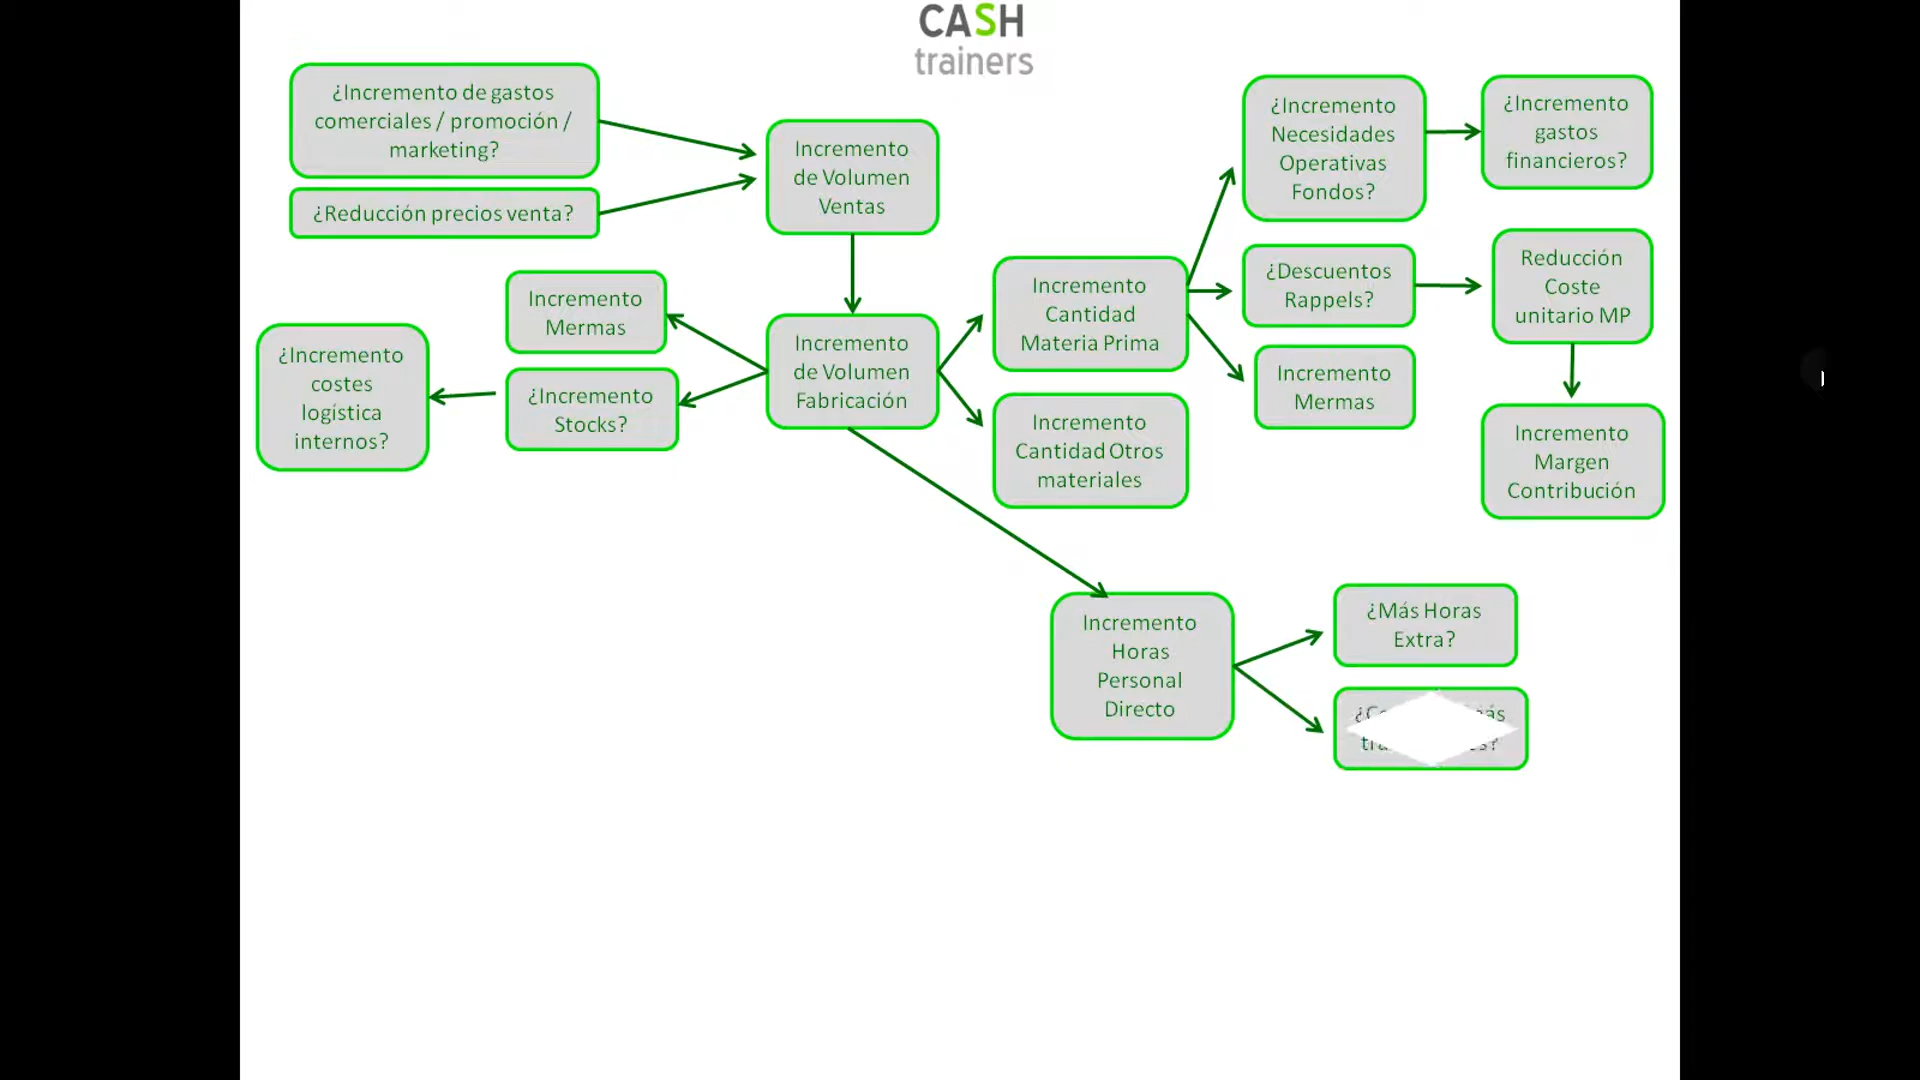 CASH
trainers
¿Incremento de gastos
comerciales / promoción /
marketing?
¿Reducción precios venta?
Incremento
de Volumen
Ventas
Incremento
Mermas
¿Incremento
Stocks?
¿Incremento
costes
logística
internos?
Incremento
de Volumen
Fabricación
Incremento
Cantidad
Materia Prima
Incremento
Cantidad Otros
materiales
¿Incremento
Necesidades
Operativas
Fondos?
¿Incremento
gastos
financieros?
¿Descuentos
Rappels?
Reducción
Coste
unitario MP
Incremento
Mermas
Incremento
Margen
Contribución
Incremento
Horas
Personal
Directo
¿Más Horas
Extra?